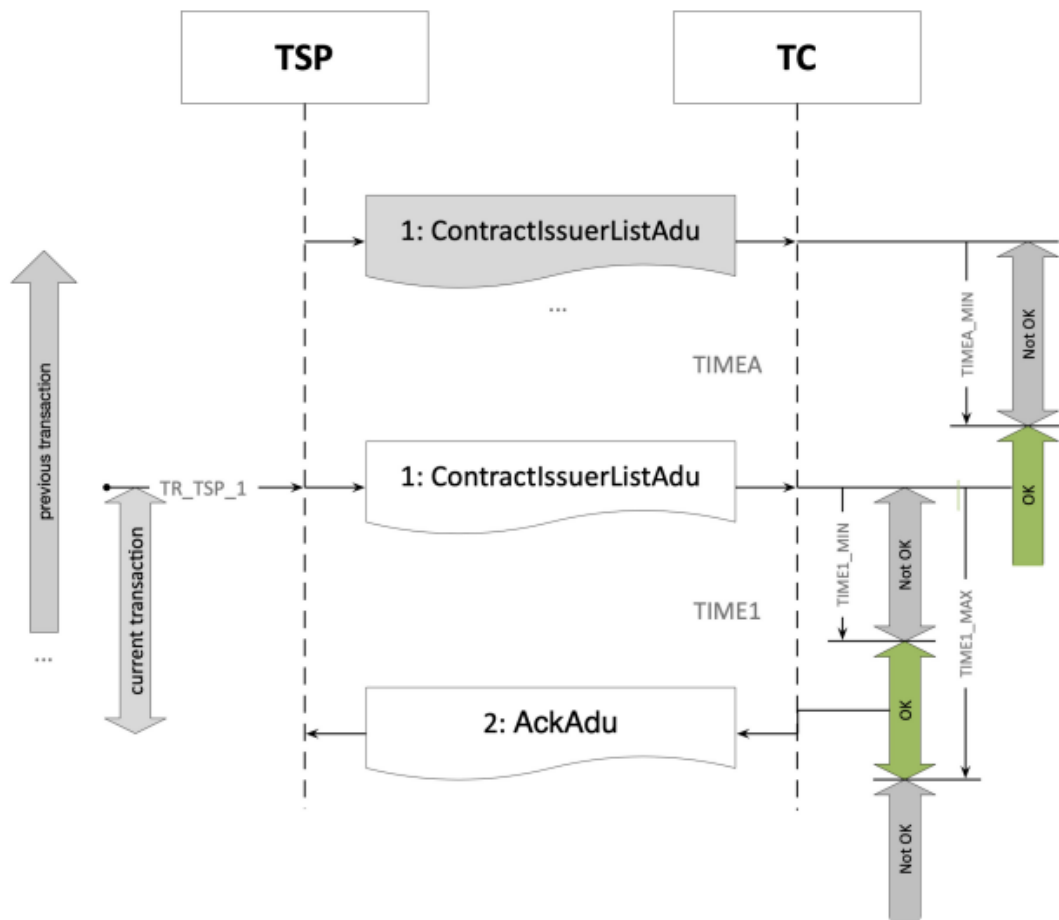 TSP
TC
1: ContractIssuerListAdu
...
TIMEA
TIMEA_MIN
Not OK
previous transaction
...
TR_TSP_1
1: ContractIssuerListAdu
OK
current transaction
TIME1
TIME1_MIN
Not OK
TIME1_MAX
OK
2: AckAdu
Not OK